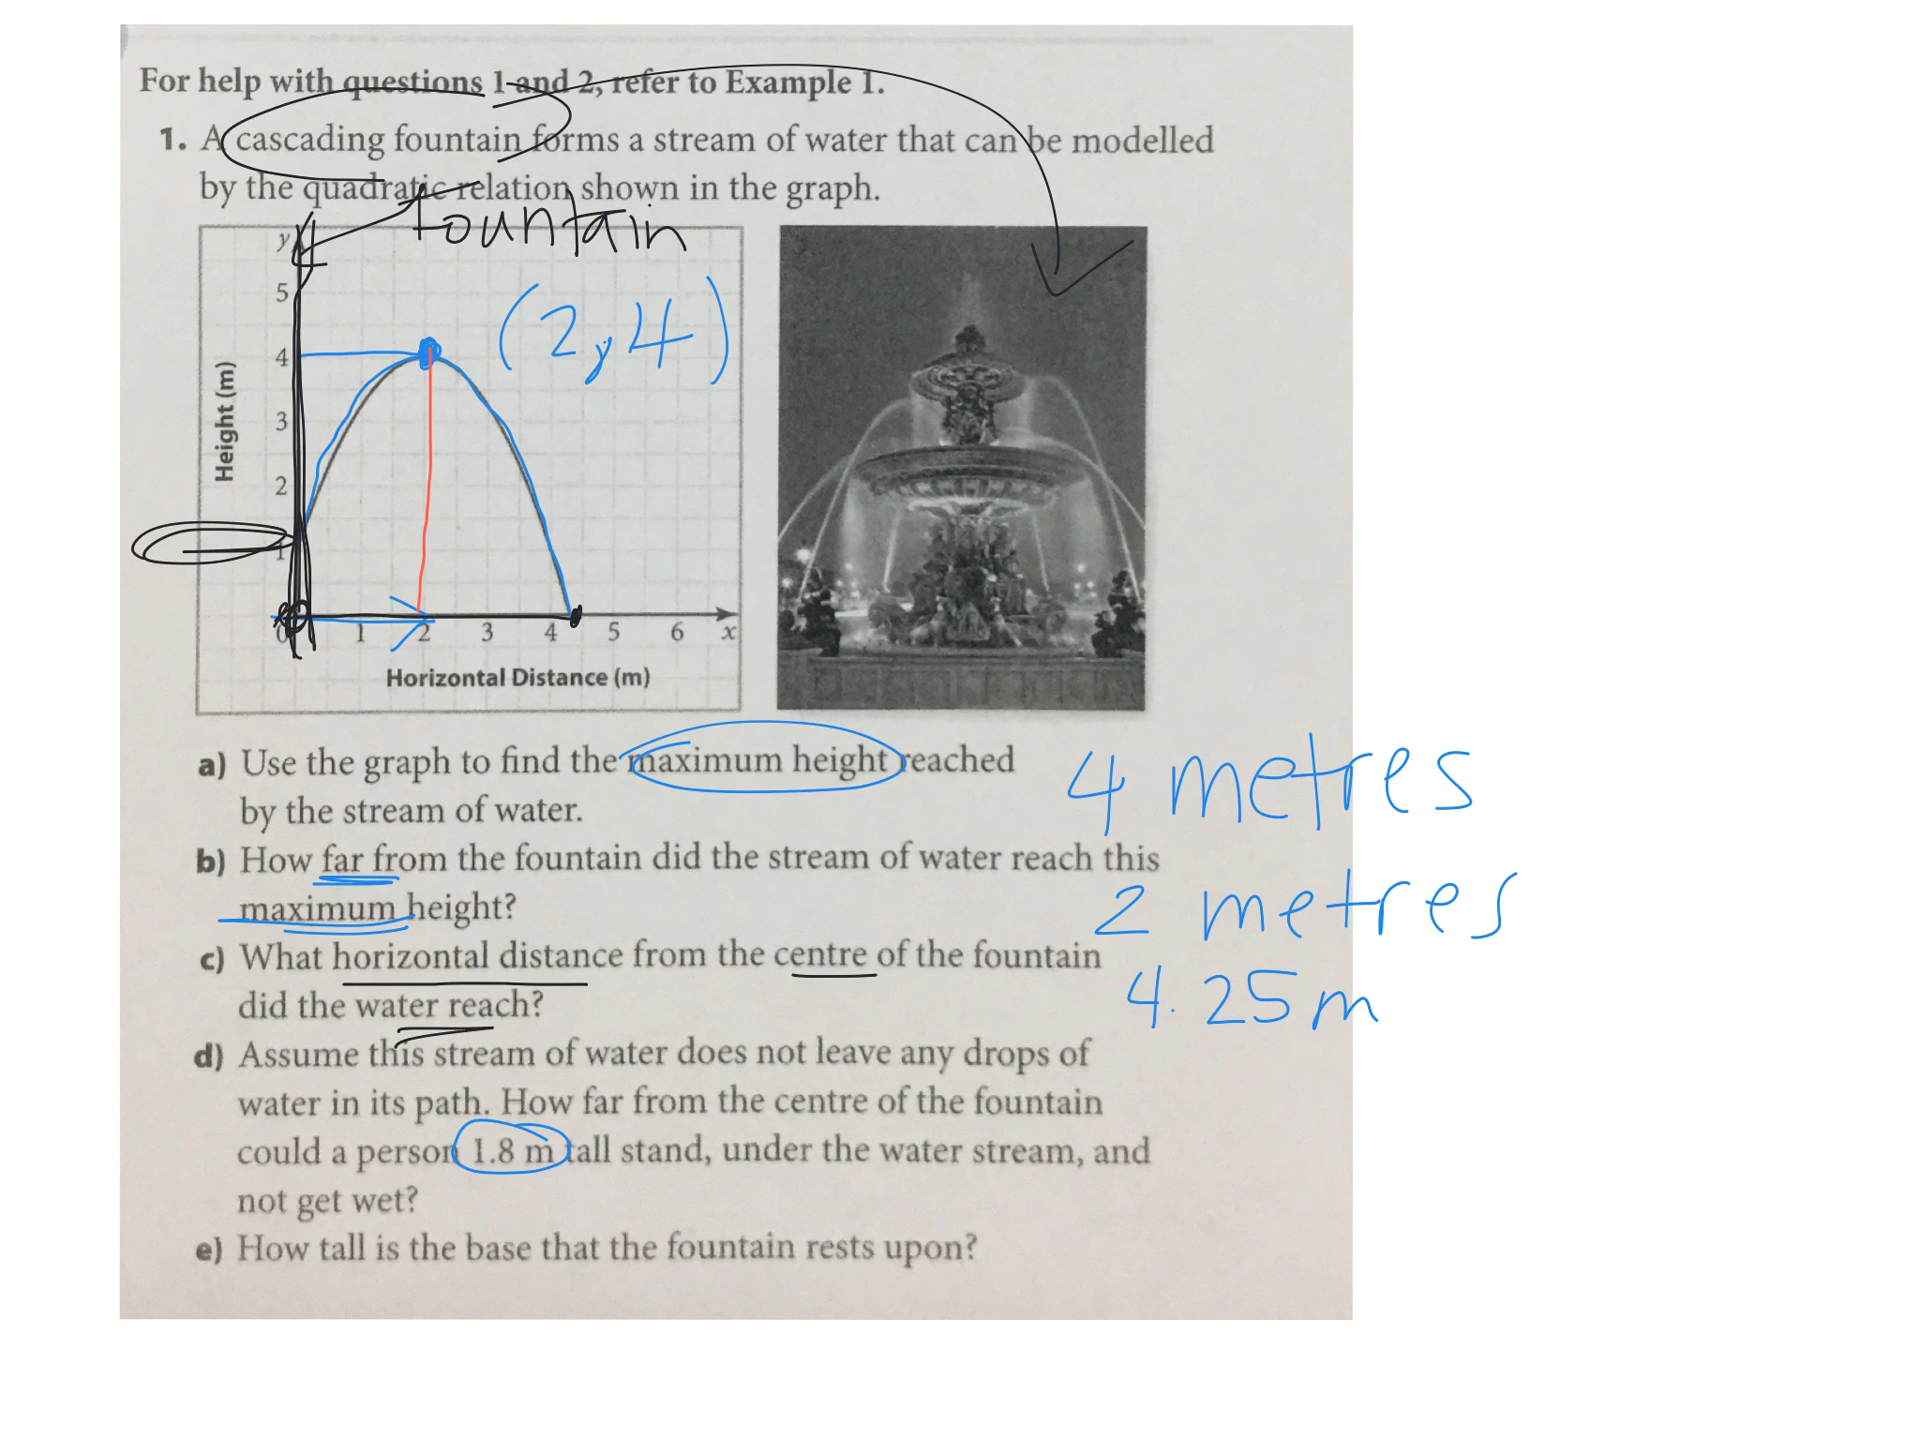 For help with questions 1 and 2, refer to Example 1.
1. A cascading fountain forms a stream of water that can be modelled
by the quadratic relation shown in the graph.
fountain
y
5
(2,4)
4
3
2
1
Height (m)
0 1 2 3 4 5 6 x
Horizontal Distance (m)
a) Use the graph to find the maximum height reached
by the stream of water.
4 metres
b) How far from the fountain did the stream of water reach this
maximum height?
2 metres
c) What horizontal distance from the centre of the fountain
did the water reach?
4.25 m
d) Assume this stream of water does not leave any drops of
water in its path. How far from the centre of the fountain
could a person 1.8 m tall stand, under the water stream, and
not get wet?
e) How tall is the base that the fountain rests upon?